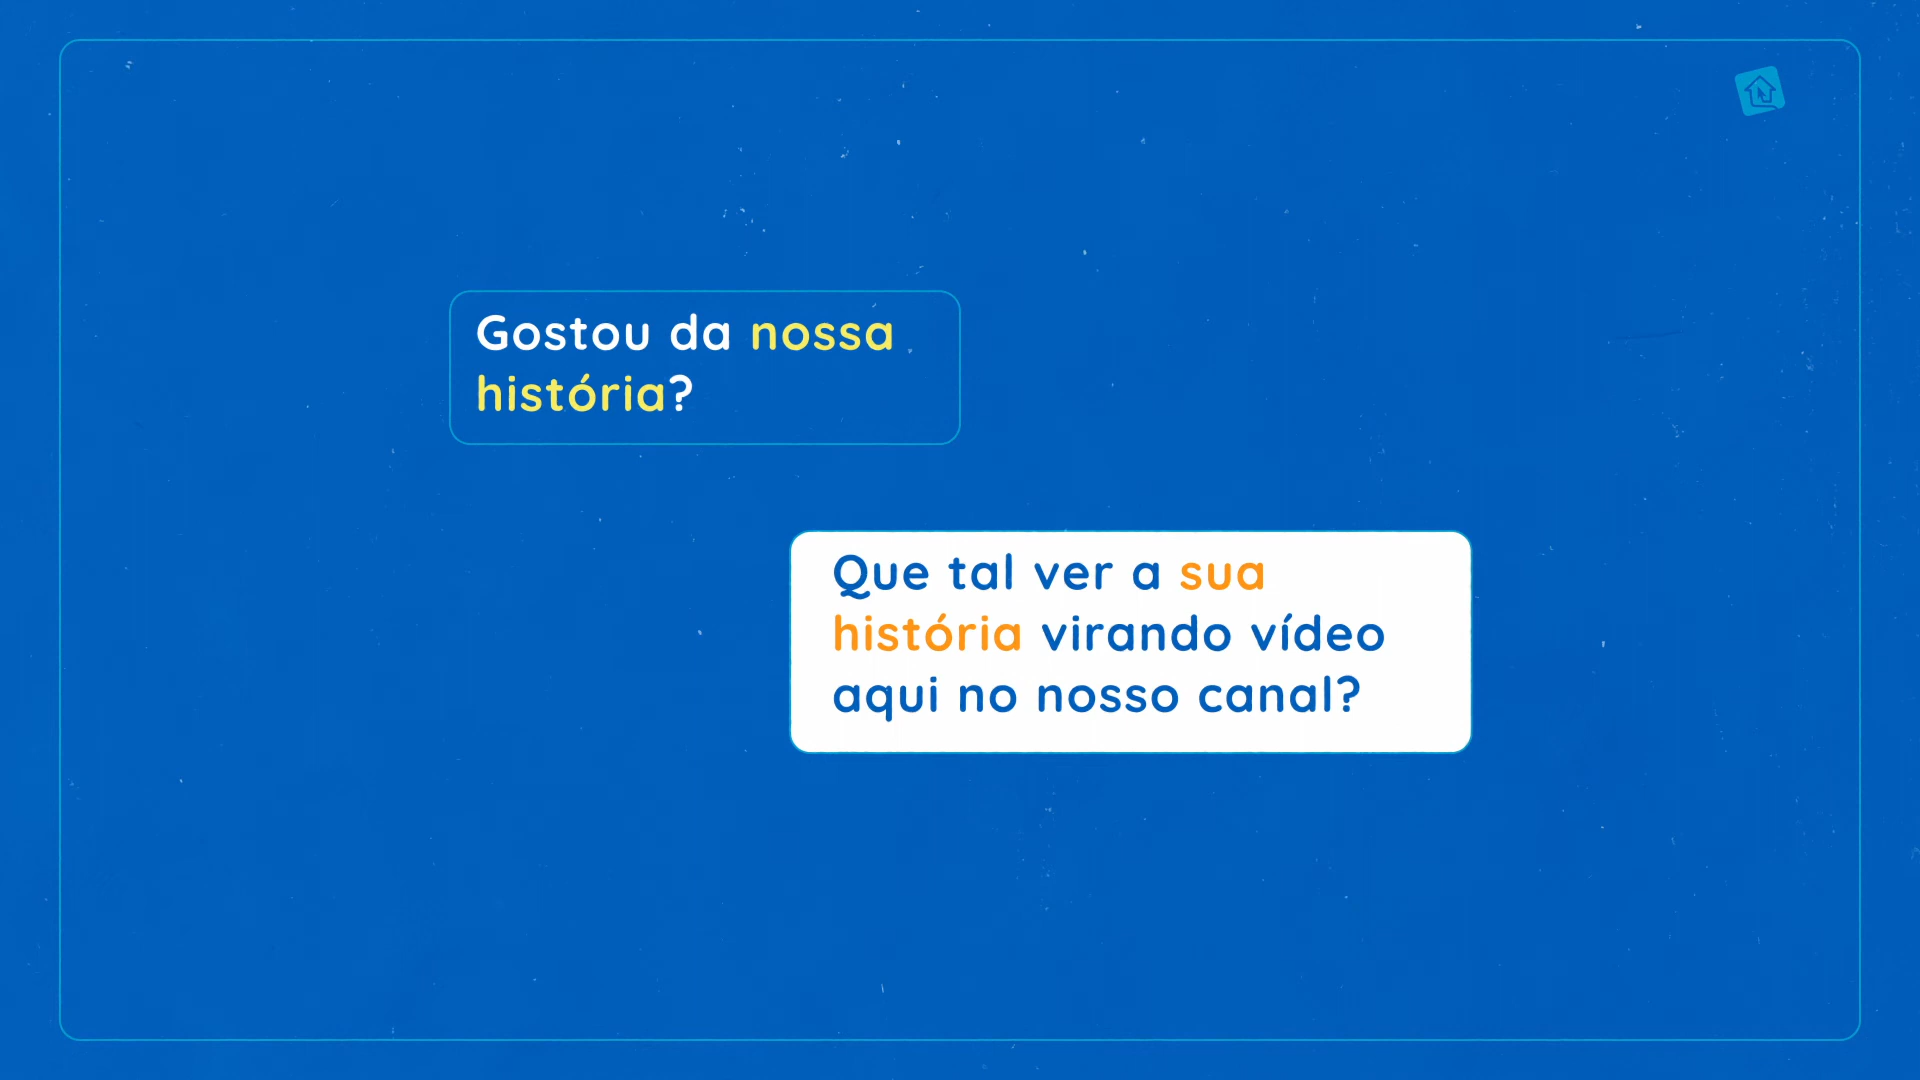 Gostou da nossa
história?
Que tal ver a sua
história virando vídeo
aqui no nosso canal?